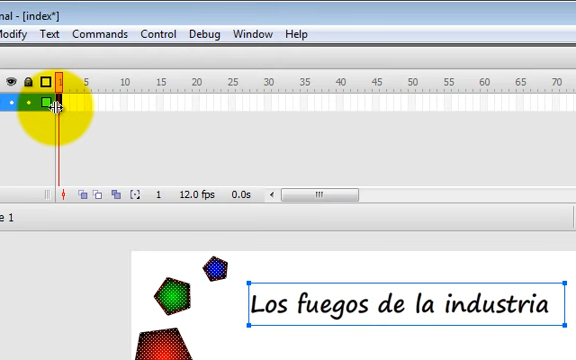 nal - [index*]
Modify Text Commands Control Debug Window Help
1 5 10 15 20 25 30 35 40 45 50 55 60 65 70
1 12.0 fps 0.0s
e 1
Los fuegos de la industria